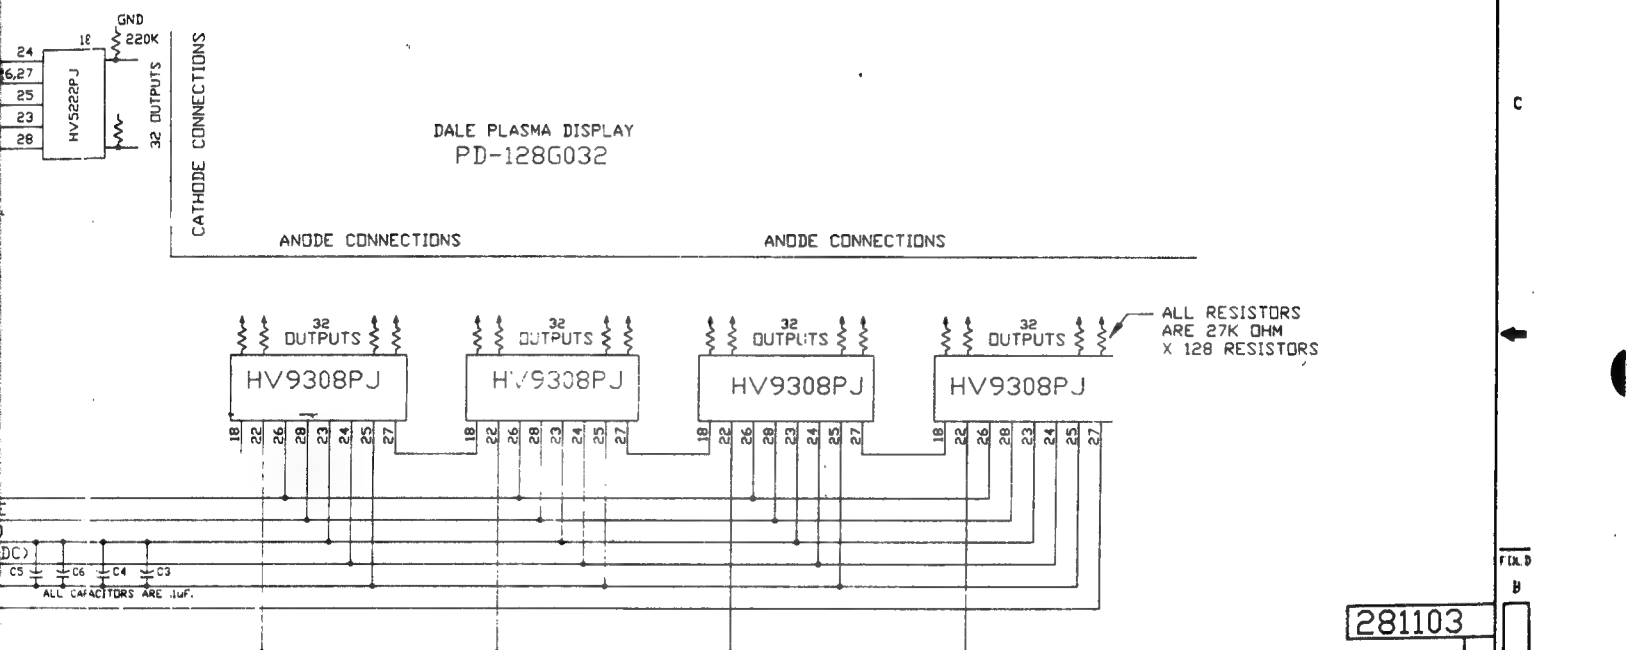 GND
220K
18
24
6,27
25
23
28
HV5222PJ
32 OUTPUTS
CATHODE CONNECTIONS
C
DALE PLASMA DISPLAY
PD-128G032
ANODE CONNECTIONS
ANODE CONNECTIONS
32
OUTPUTS
32
OUTPUTS
32
OUTPUTS
32
OUTPUTS
ALL RESISTORS
ARE 27K OHM
X 128 RESISTORS
HV9308PJ
HV9308PJ
HV9308PJ
HV9308PJ
18 22 26 28 23 24 25 27
18 22 26 28 23 24 25 27
18 22 26 28 23 24 25 27
18 22 26 28 23 24 25 27
DC)
C5 C6 C4 C3
ALL CAPACITORS ARE .1uF.
FOLD
B
281103